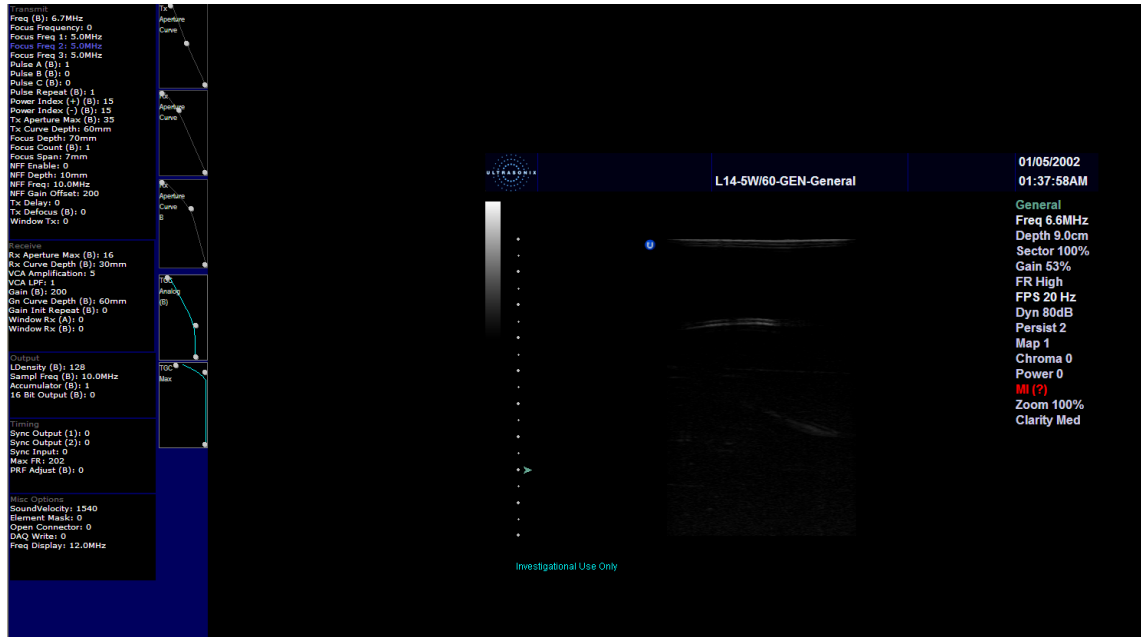 Transmit
Freq (B): 6.7MHz
Focus Frequency: 0
Focus Freq 1: 5.0MHz
Focus Freq 2: 5.0MHz
Focus Freq 3: 5.0MHz
Pulse A (B): 1
Pulse B (B): 0
Pulse C (B): 0
Pulse Repeat (B): 1
Power Index (+) (B): 15
Power Index (-) (B): 15
Tx Aperture Max (B): 35
Tx Curve Depth: 60mm
Focus Depth: 70mm
Focus Count (B): 1
Focus Span: 7mm
NFF Enable: 0
NFF Depth: 10mm
NFF Freq: 10.0MHz
NFF Gain Offset: 200
Tx Delay: 0
Tx Defocus (B): 0
Window Tx: 0
Receive
Rx Aperture Max (B): 16
Rx Curve Depth (B): 30mm
VCA Amplification: 5
VCA LPF: 1
Gain (B): 200
Gn Curve Depth (B): 60mm
Gain Init Repeat (B): 0
Window Rx (A): 0
Window Rx (B): 0
Output
LDensity (B): 128
Sampl Freq (B): 10.0MHz
Accumulator (B): 1
16 Bit Output (B): 0
Timing
Sync Output (1): 0
Sync Output (2): 0
Sync Input: 0
Max FR: 202
PRF Adjust (B): 0
Misc Options
SoundVelocity: 1540
Element Mask: 0
Open Connector: 0
DAQ Write: 0
Freq Display: 12.0MHz
Tx
Aperture
Curve
Rx
Aperture
Curve
Rx
Aperture
Curve
B
TGC
Analog
(B)
TGC
Max
ULTRASONIX
L14-5W/60-GEN-General
01/05/2002
01:37:58AM
General
Freq 6.6MHz
Depth 9.0cm
Sector 100%
Gain 53%
FR High
FPS 20 Hz
Dyn 80dB
Persist 2
Map 1
Chroma 0
Power 0
MI (?)
Zoom 100%
Clarity Med
Investigational Use Only